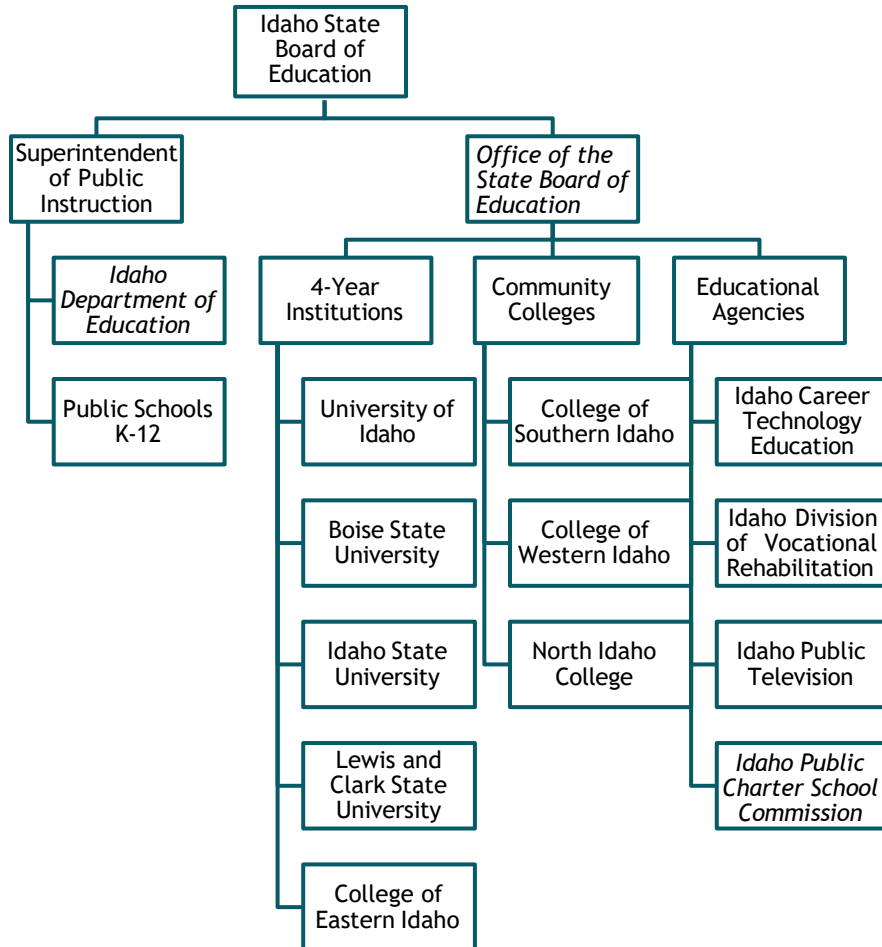 Idaho State
Board of
Education
Superintendent
of Public
Instruction
Office of the
State Board of
Education
Idaho
Department of
Education
Public Schools
K-12
4-Year
Institutions
University of
Idaho
Boise State
University
Idaho State
University
Lewis and
Clark State
University
College of
Eastern Idaho
Community
Colleges
College of
Southern Idaho
College of
Western Idaho
North Idaho
College
Educational
Agencies
Idaho Career
Technology
Education
Idaho Division
of Vocational
Rehabilitation
Idaho Public
Television
Idaho Public
Charter School
Commission